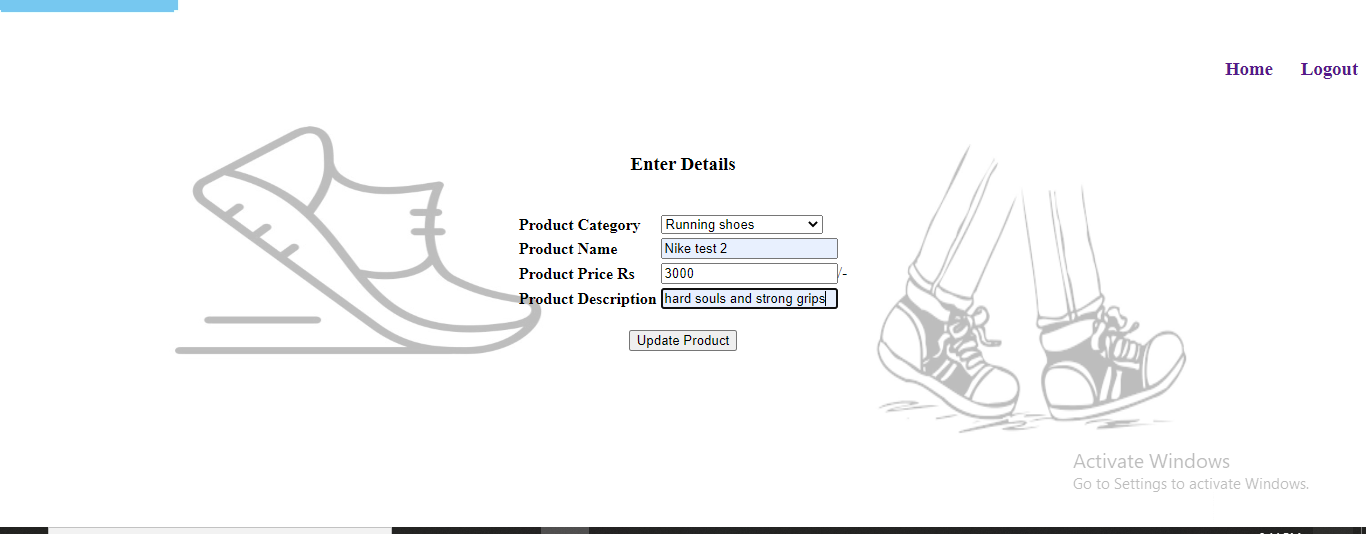 Home Logout
Enter Details
Product Category Running shoes
Product Name Nike test 2
Product Price Rs 3000 /-
Product Description hard souls and strong grips
Update Product
Activate Windows
Go to Settings to activate Windows.